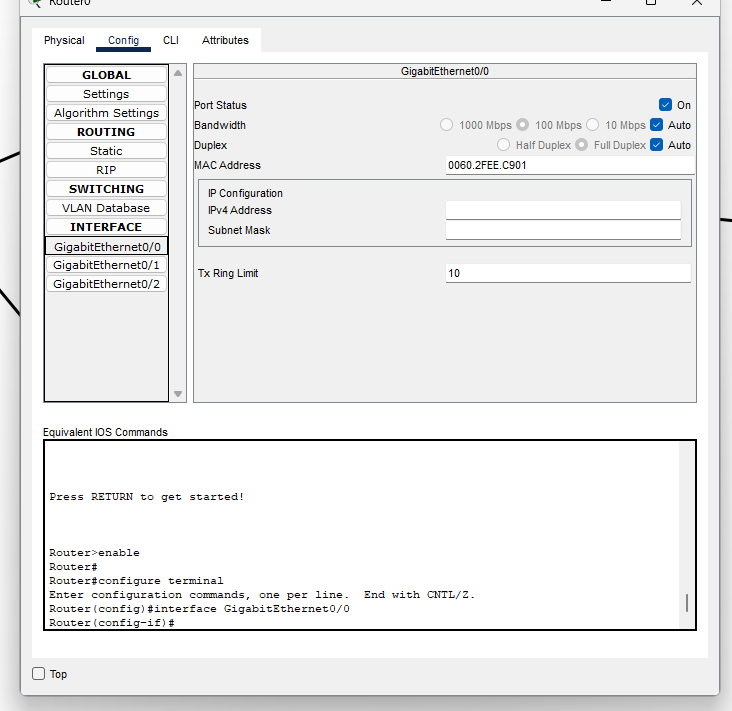 Router0
Physical Config CLI Attributes
GLOBAL
Settings
Algorithm Settings
ROUTING
Static
RIP
SWITCHING
VLAN Database
INTERFACE
GigabitEthernet0/0
GigabitEthernet0/1
GigabitEthernet0/2
GigabitEthernet0/0
Port Status On
Bandwidth 1000 Mbps 100 Mbps 10 Mbps Auto
Duplex Half Duplex Full Duplex Auto
MAC Address 0060.2FEE.C901
IP Configuration
IPv4 Address
Subnet Mask
Tx Ring Limit 10
Equivalent IOS Commands
Press RETURN to get started!
Router>enable
Router#
Router#configure terminal
Enter configuration commands, one per line. End with CNTL/Z.
Router(config)#interface GigabitEthernet0/0
Router(config-if)#
Top